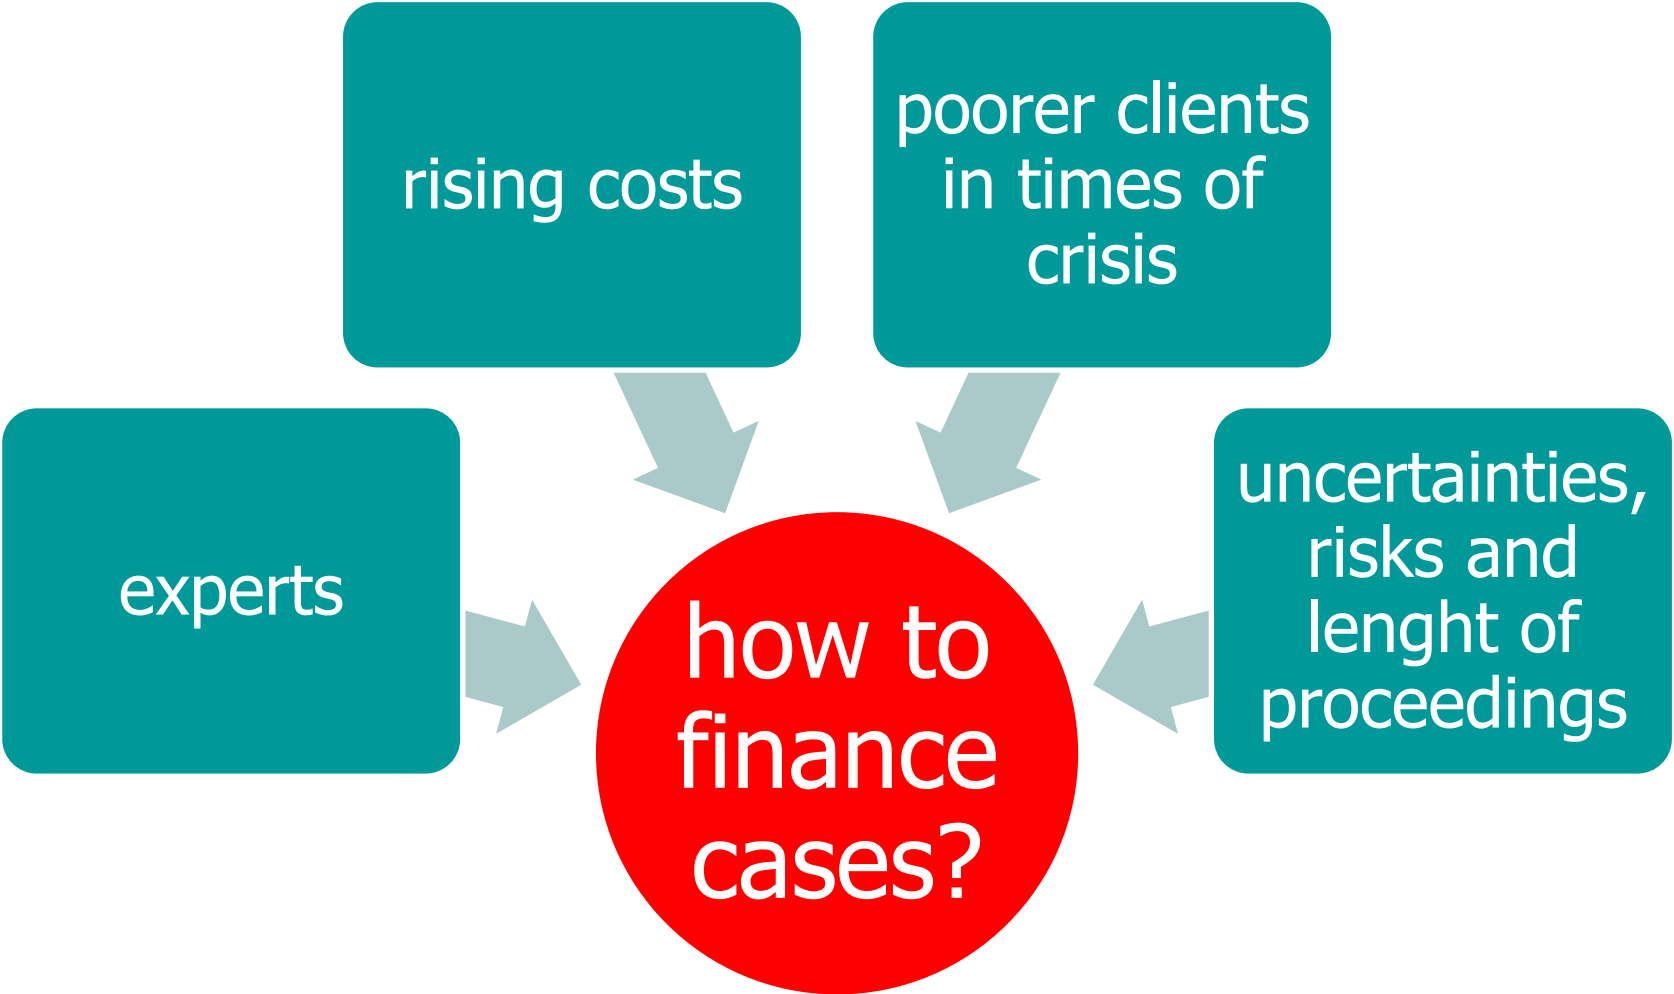 rising costs
poorer clients
in times of
crisis
experts
uncertainties,
risks and
lenght of
proceedings
how to
finance
cases?